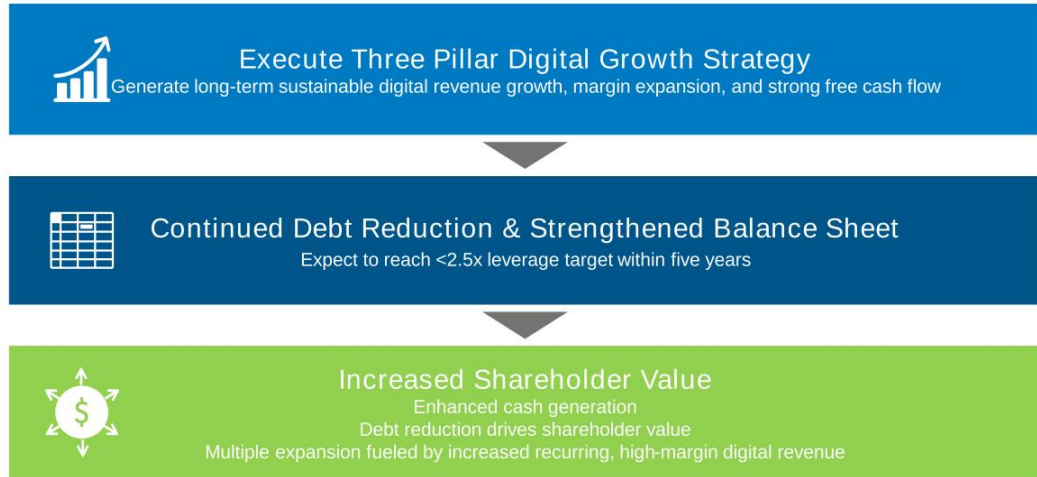 Execute Three Pillar Digital Growth Strategy
Generate long-term sustainable digital revenue growth, margin expansion, and strong free cash flow
Continued Debt Reduction & Strengthened Balance Sheet
Expect to reach <2.5x leverage target within five years
Increased Shareholder Value
$
Enhanced cash generation
Debt reduction drives shareholder value
Multiple expansion fueled by increased recurring, high-margin digital revenue